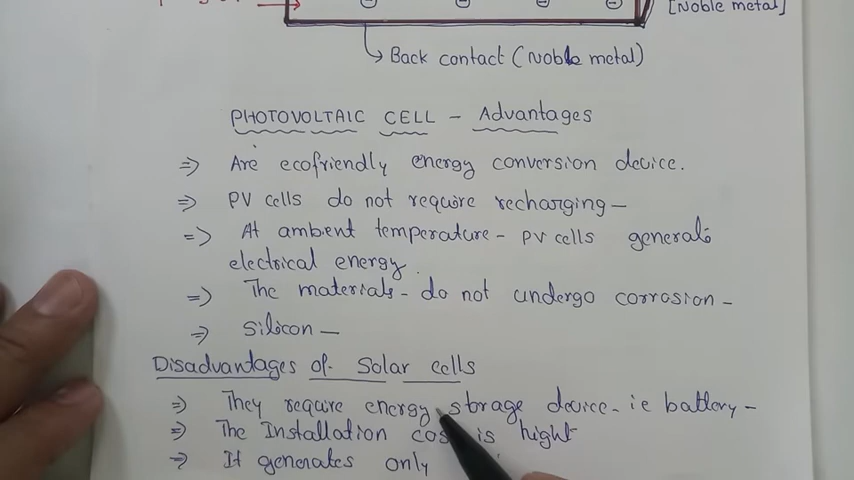 [Noble metal]
Back contact (Noble metal)
PHOTOVOLTAIC CELL - Advantages
⇒ Are ecofriendly energy conversion device.
⇒ PV cells do not require recharging -
⇒ At ambient temperature - PV cells generate
electrical energy.
⇒ The materials - do not undergo corrosion -
⇒ Silicon -
Disadvantages of Solar cells
⇒ They require energy storage device - ie battery -
⇒ The Installation cos is hight
⇒ It generates only